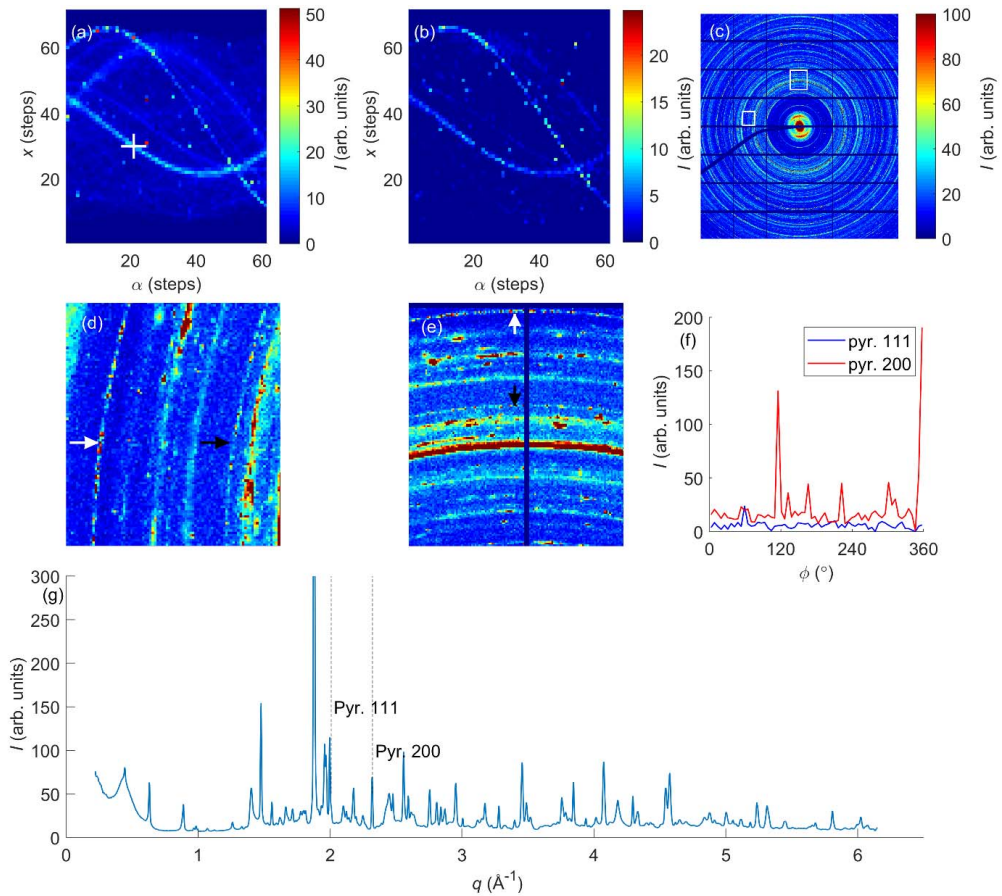 (a)
x (steps)
60
40
20
20 40 60
α (steps)
50
40
30
20
10
0
I (arb. units)
(b)
x (steps)
60
40
20
20 40 60
α (steps)
20
15
10
5
0
I (arb. units)
(c)
100
80
60
40
20
0
I (arb. units)
(d)
(e)
(f)
I (arb. units)
200
150
100
50
0
0 120 240 360
ϕ (°)
pyr. 111
pyr. 200
(g)
I (arb. units)
300
250
200
150
100
50
0
Pyr. 111
Pyr. 200
0 1 2 3 4 5 6
q (Å⁻¹)